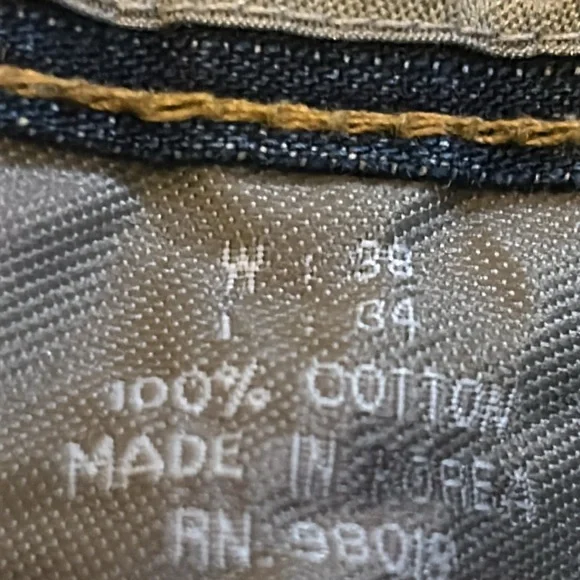 W : 38
L : 34
100% COTTON
MADE IN KOREA
RN 98018